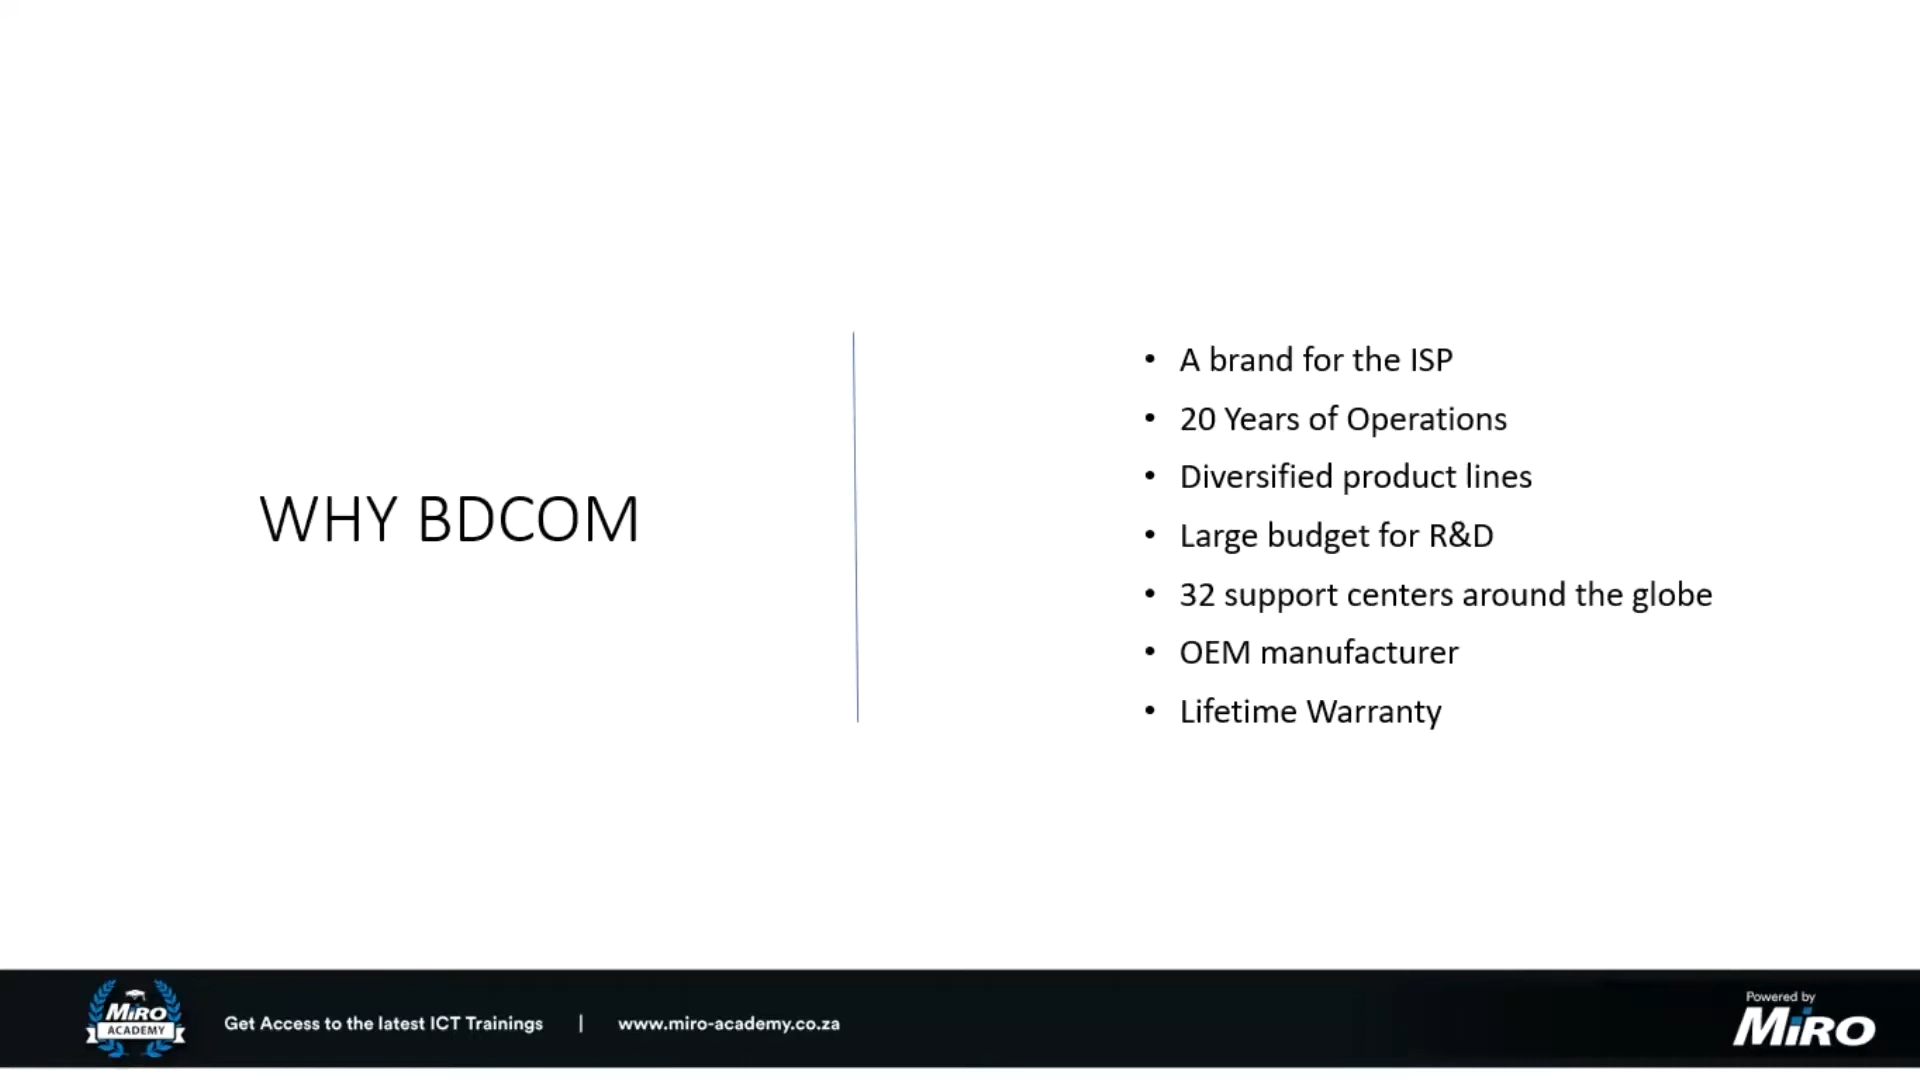 WHY BDCOM
• A brand for the ISP
• 20 Years of Operations
• Diversified product lines
• Large budget for R&D
• 32 support centers around the globe
• OEM manufacturer
• Lifetime Warranty
MiRO
ACADEMY
Get Access to the latest ICT Trainings | www.miro-academy.co.za
Powered by
MiRO